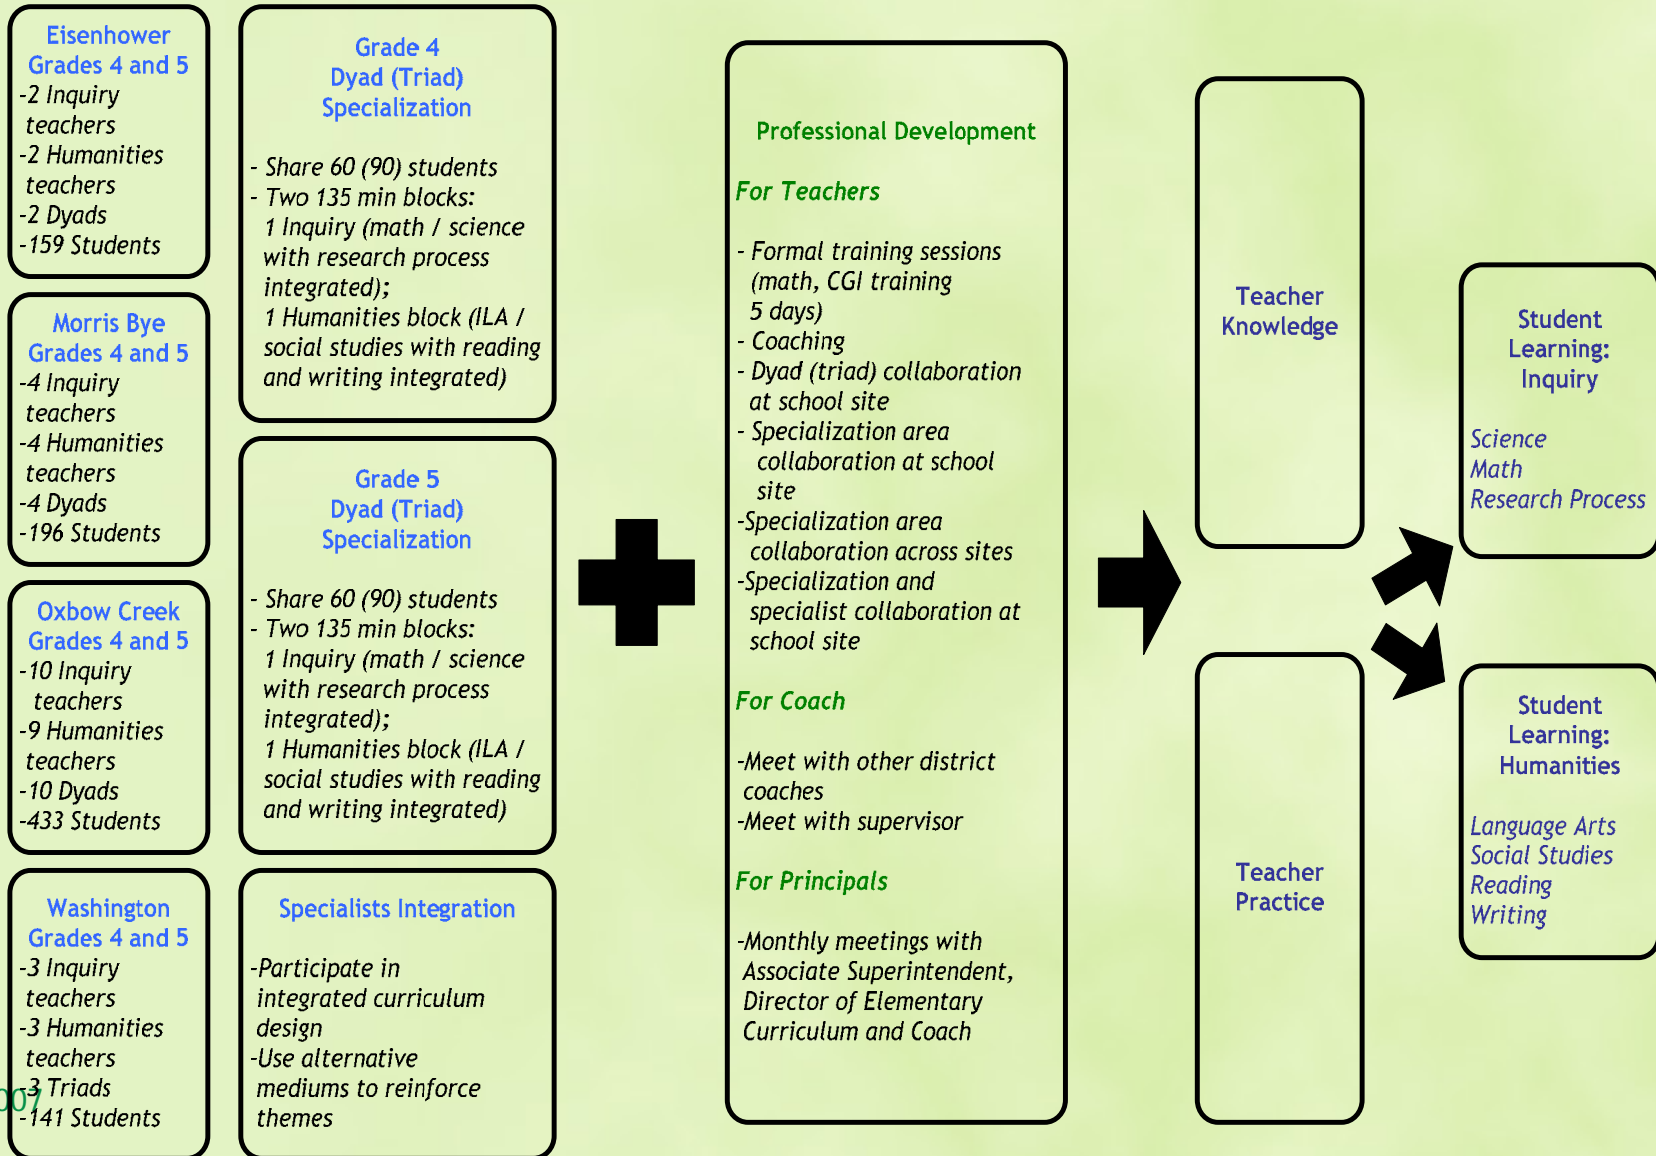 Eisenhower
Grades 4 and 5
-2 Inquiry
teachers
-2 Humanities
teachers
-2 Dyads
-159 Students
Morris Bye
Grades 4 and 5
-4 Inquiry
teachers
-4 Humanities
teachers
-4 Dyads
-196 Students
Oxbow Creek
Grades 4 and 5
-10 Inquiry
teachers
-9 Humanities
teachers
-10 Dyads
-433 Students
Washington
Grades 4 and 5
-3 Inquiry
teachers
-3 Humanities
teachers
-3 Triads
-141 Students
007
Grade 4
Dyad (Triad)
Specialization
- Share 60 (90) students
- Two 135 min blocks:
1 Inquiry (math / science
with research process
integrated);
1 Humanities block (ILA /
social studies with reading
and writing integrated)
Grade 5
Dyad (Triad)
Specialization
- Share 60 (90) students
- Two 135 min blocks:
1 Inquiry (math / science
with research process
integrated);
1 Humanities block (ILA /
social studies with reading
and writing integrated)
Specialists Integration
-Participate in
integrated curriculum
design
-Use alternative
mediums to reinforce
themes
Professional Development
For Teachers
- Formal training sessions
(math, CGI training
5 days)
- Coaching
- Dyad (triad) collaboration
at school site
- Specialization area
collaboration at school
site
-Specialization area
collaboration across sites
-Specialization and
specialist collaboration at
school site
For Coach
-Meet with other district
coaches
-Meet with supervisor
For Principals
-Monthly meetings with
Associate Superintendent,
Director of Elementary
Curriculum and Coach
Teacher
Knowledge
Teacher
Practice
Student
Learning:
Inquiry
Science
Math
Research Process
Student
Learning:
Humanities
Language Arts
Social Studies
Reading
Writing